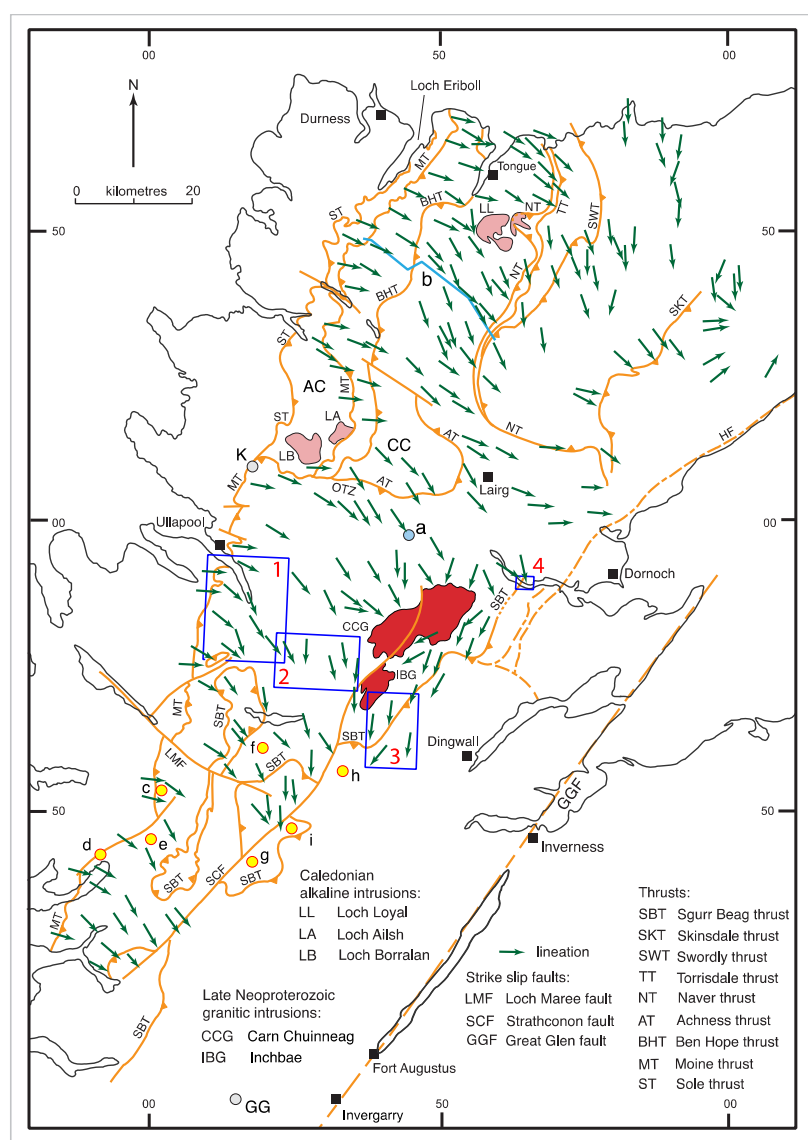 00
50
00
N
0 kilometres 20
Durness
Loch Eriboll
MT
Tongue
BHT
ST
LL
NT
TT
SWT
50
50
b
NT
BHT
SKT
ST
AC
MT
LA
ST
LB
CC
AT
NT
HF
K
MT
OTZ
AT
Lairg
Ullapool
00
00
a
1
4
Dornoch
SBT
CCG
2
IBG
MT
SBT
SBT
3
Dingwall
f
SBT
LMF
c
h
GGF
50
50
d
e
i
g
Inverness
SBT
SCF
SBT
MT
SBT
Caledonian
alkaline intrusions:
LL Loch Loyal
LA Loch Ailsh
LB Loch Borralan
Late Neoproterozoic
granitic intrusions:
CCG Carn Chuinneag
IBG Inchbae
lineation
Strike slip faults:
LMF Loch Maree fault
SCF Strathconon fault
GGF Great Glen fault
Thrusts:
SBT Sgurr Beag thrust
SKT Skinsdale thrust
SWT Swordly thrust
TT Torrisdale thrust
NT Naver thrust
AT Achness thrust
BHT Ben Hope thrust
MT Moine thrust
ST Sole thrust
Fort Augustus
GG
Invergarry
00
50
00